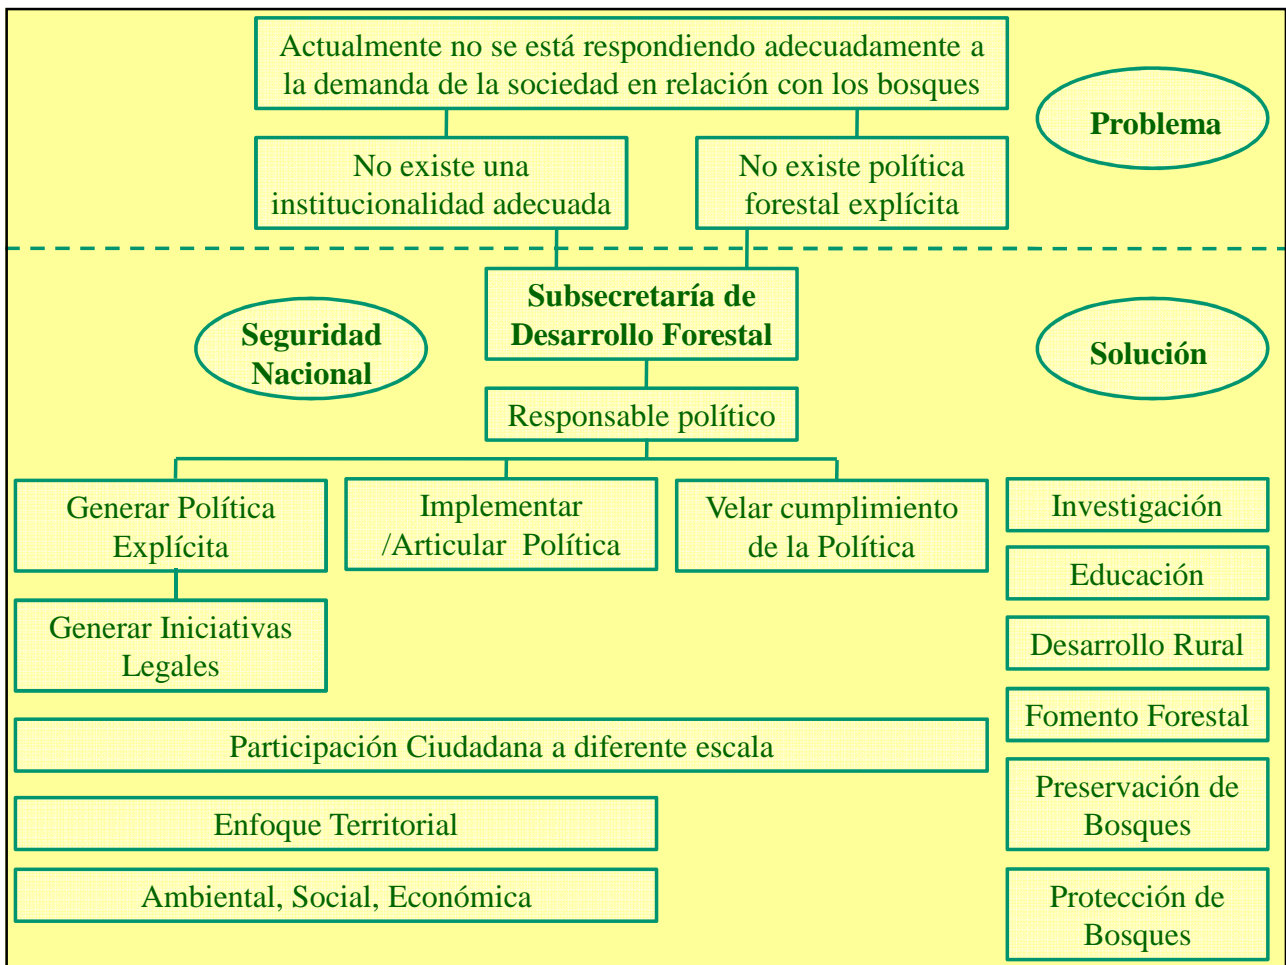 Actualmente no se está respondiendo adecuadamente a
la demanda de la sociedad en relación con los bosques
Problema
No existe una
institucionalidad adecuada
No existe política
forestal explícita
Subsecretaría de
Desarrollo Forestal
Seguridad
Nacional
Solución
Responsable político
Generar Política
Explícita
Implementar
/Articular Política
Velar cumplimiento
de la Política
Generar Iniciativas
Legales
Participación Ciudadana a diferente escala
Enfoque Territorial
Ambiental, Social, Económica
Investigación
Educación
Desarrollo Rural
Fomento Forestal
Preservación de
Bosques
Protección de
Bosques